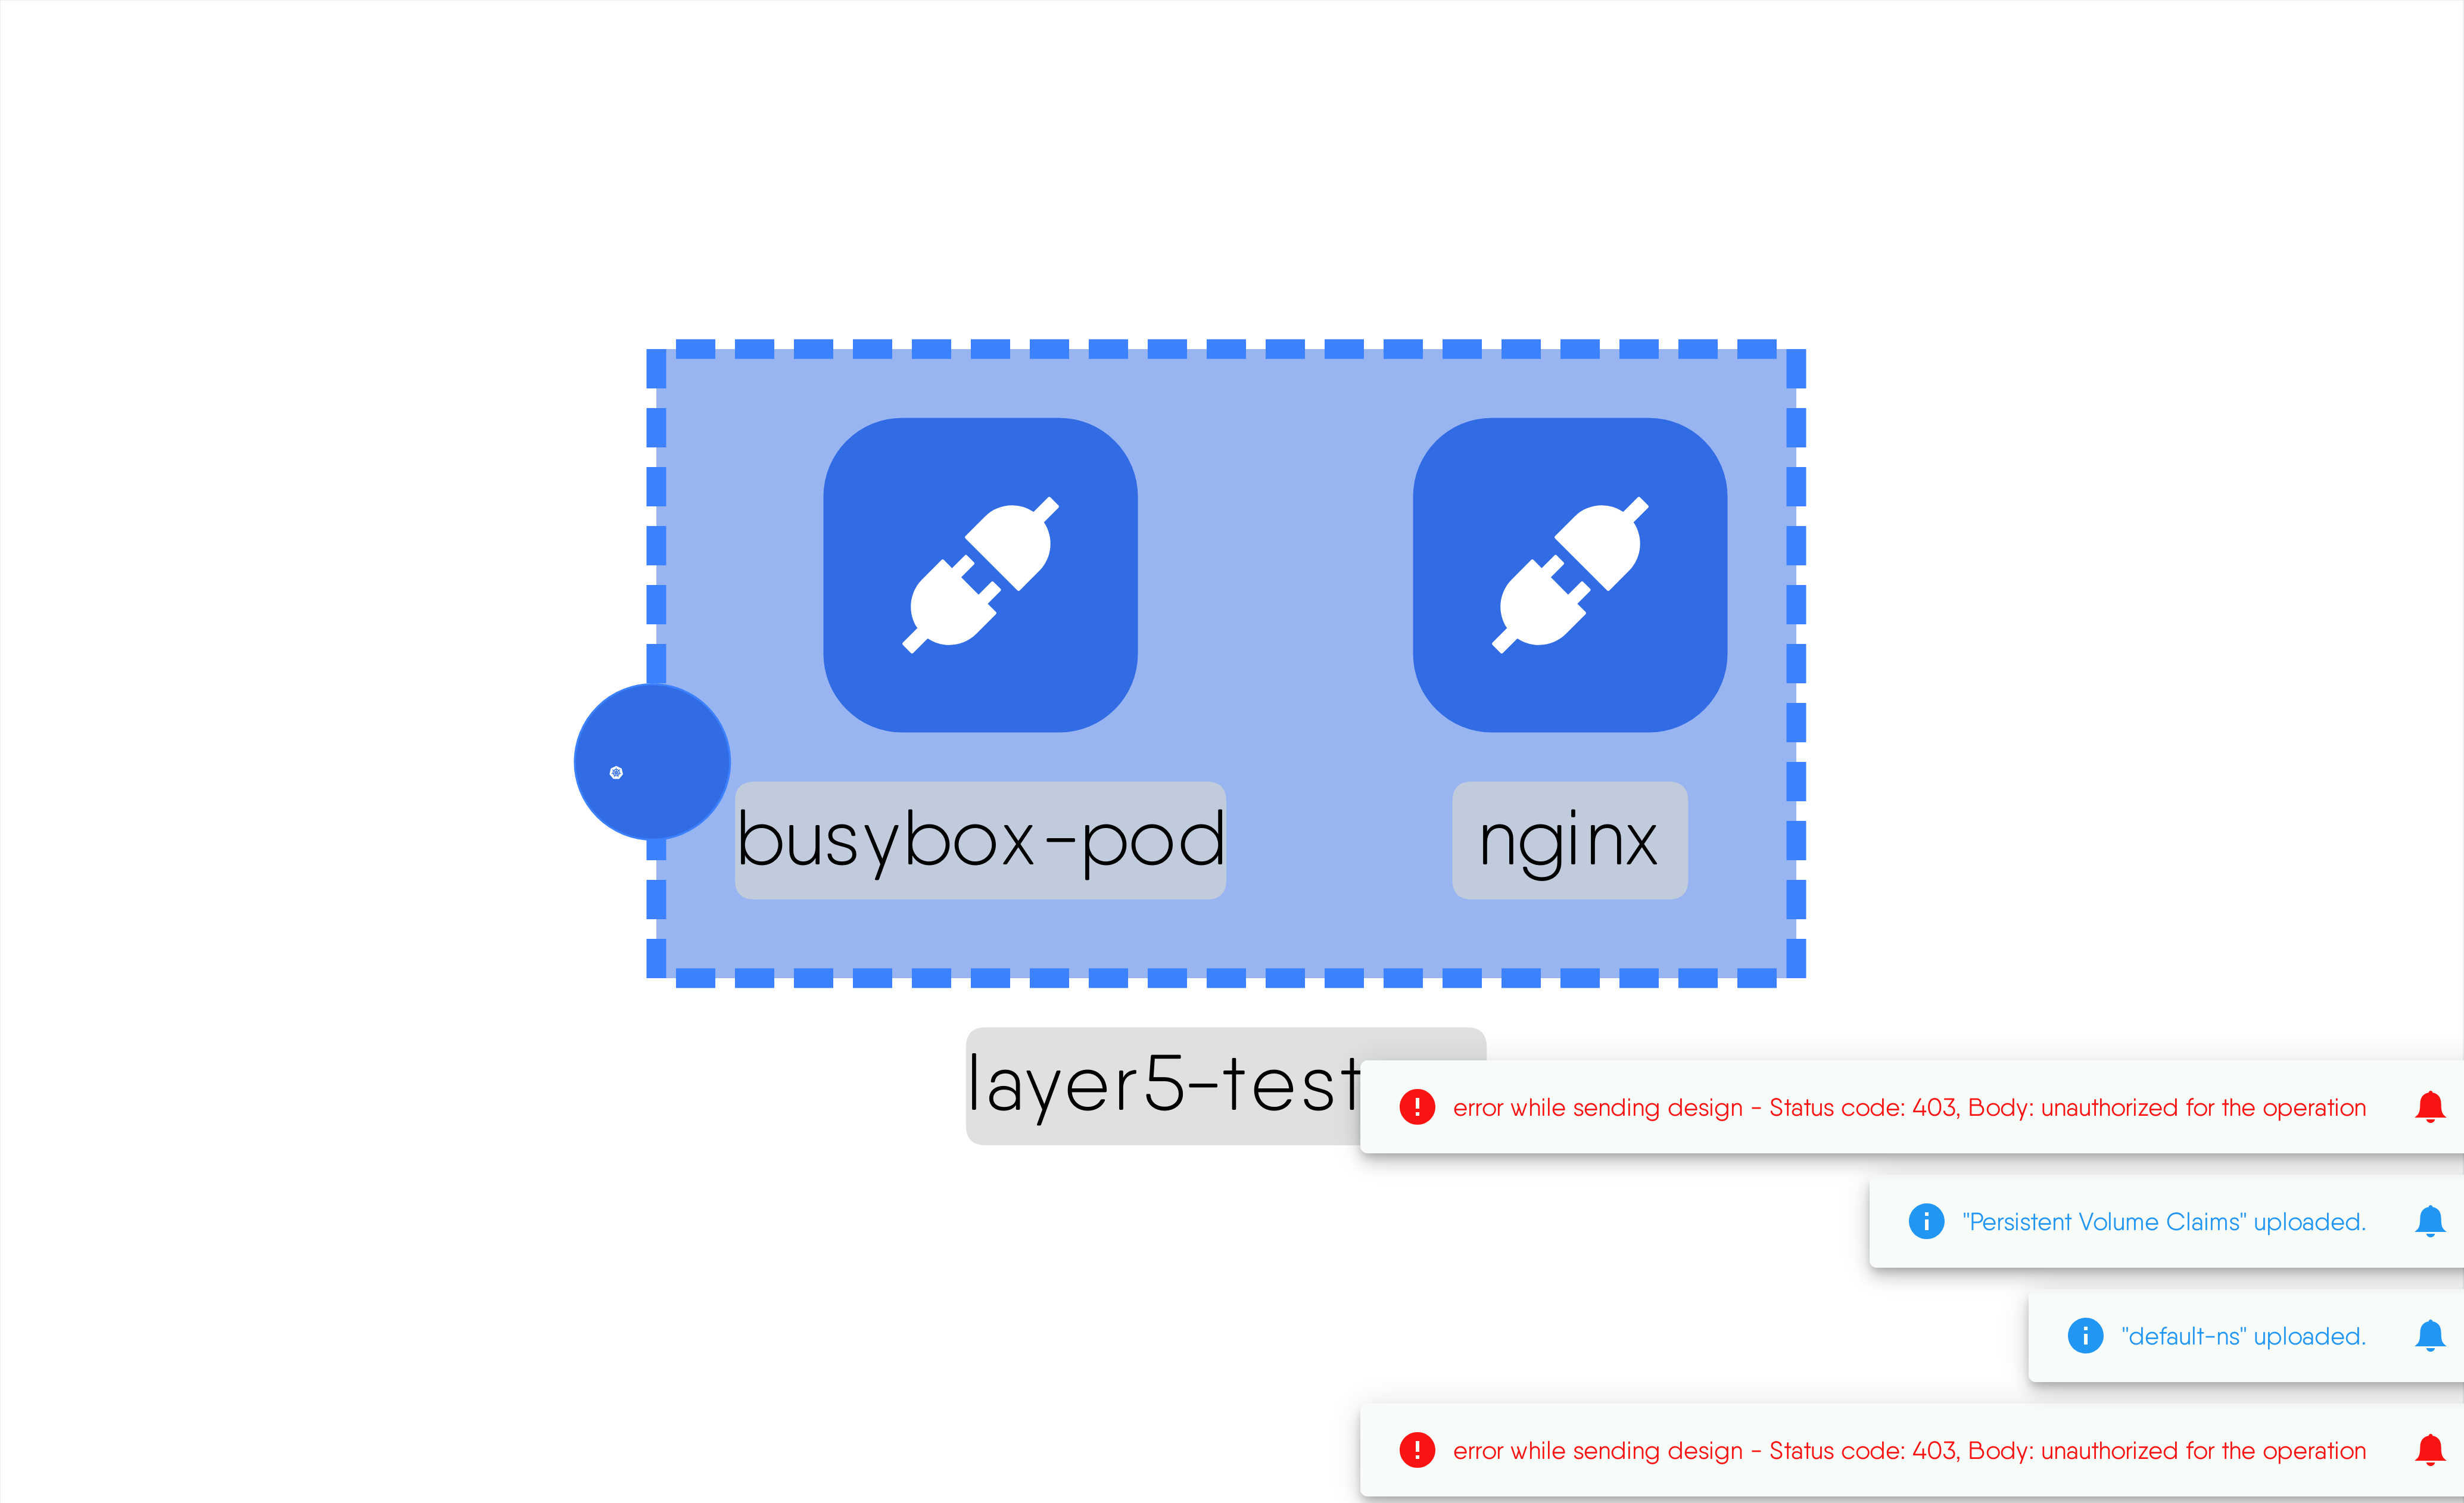 busybox-pod
nginx
layer5-test
error while sending design - Status code: 403, Body: unauthorized for the operation
"Persistent Volume Claims" uploaded.
"default-ns" uploaded.
error while sending design - Status code: 403, Body: unauthorized for the operation